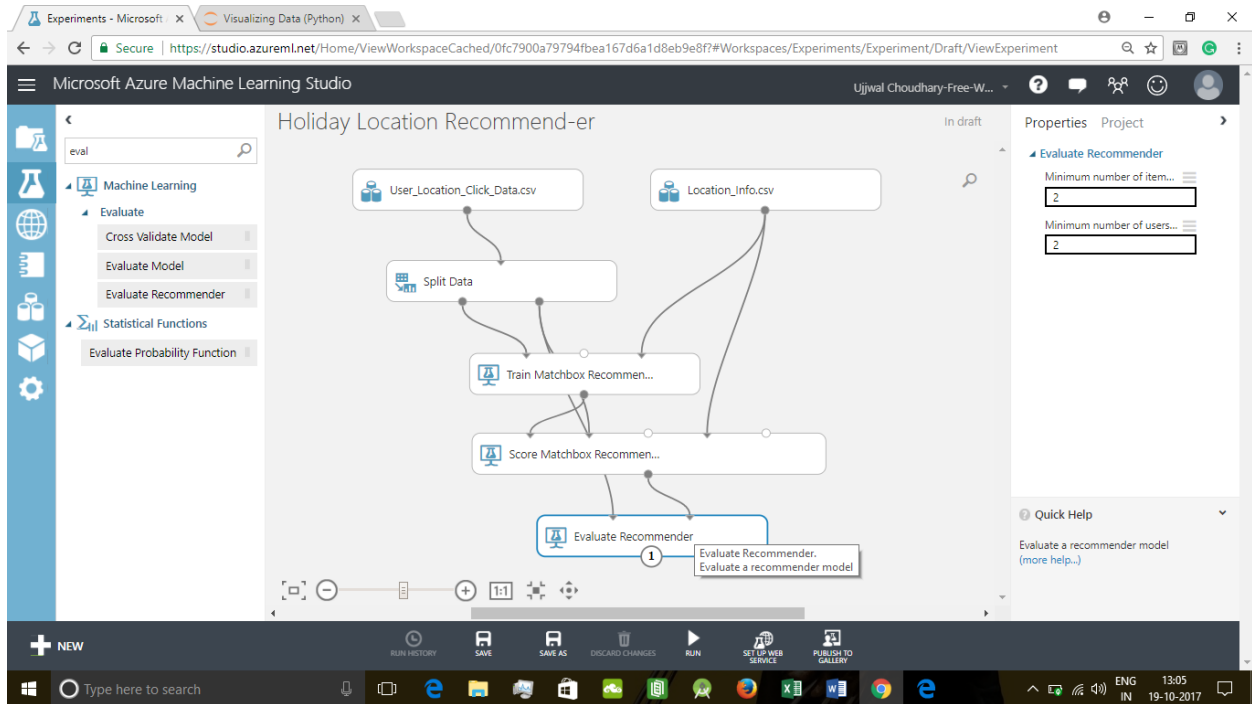 Experiments - Microsoft
Visualizing Data (Python)
Secure
https://studio.azureml.net/Home/ViewWorkspaceCached/0fc7900a79794fbea167d6a1d8eb9e8f?#Workspaces/Experiments/Experiment/Draft/ViewExperiment
Microsoft Azure Machine Learning Studio
Ujjwal Choudhary-Free-W...
eval
Machine Learning
Evaluate
Cross Validate Model
Evaluate Model
Evaluate Recommender
Statistical Functions
Evaluate Probability Function
Holiday Location Recommend-er
In draft
User_Location_Click_Data.csv
Location_Info.csv
Split Data
Train Matchbox Recommen...
Score Matchbox Recommen...
Evaluate Recommender
1
Evaluate Recommender.
Evaluate a recommender model
1:1
Properties Project
Evaluate Recommender
Minimum number of item...
2
Minimum number of users...
2
Quick Help
Evaluate a recommender model
(more help...)
NEW
RUN HISTORY
SAVE
SAVE AS
DISCARD CHANGES
RUN
SET UP WEB
SERVICE
PUBLISH TO
GALLERY
Type here to search
ENG
IN
13:05
19-10-2017